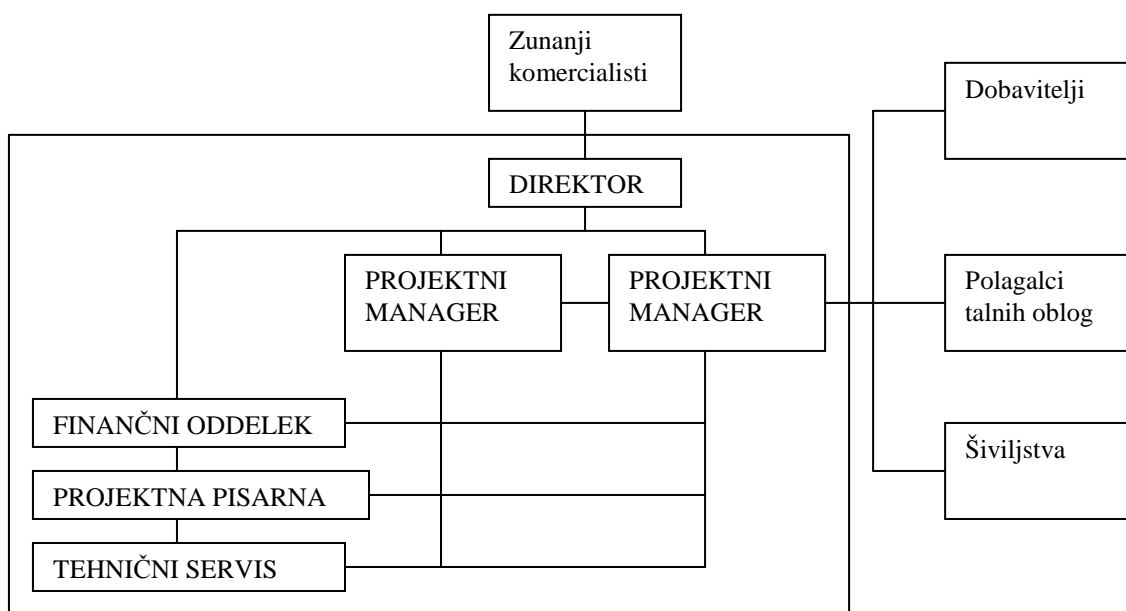 Zunanji
komercialisti
Dobavitelji
DIREKTOR
PROJEKTNI
MANAGER
PROJEKTNI
MANAGER
Polagalci
talnih oblog
FINANČNI ODDELEK
Šiviljstva
PROJEKTNA PISARNA
TEHNIČNI SERVIS